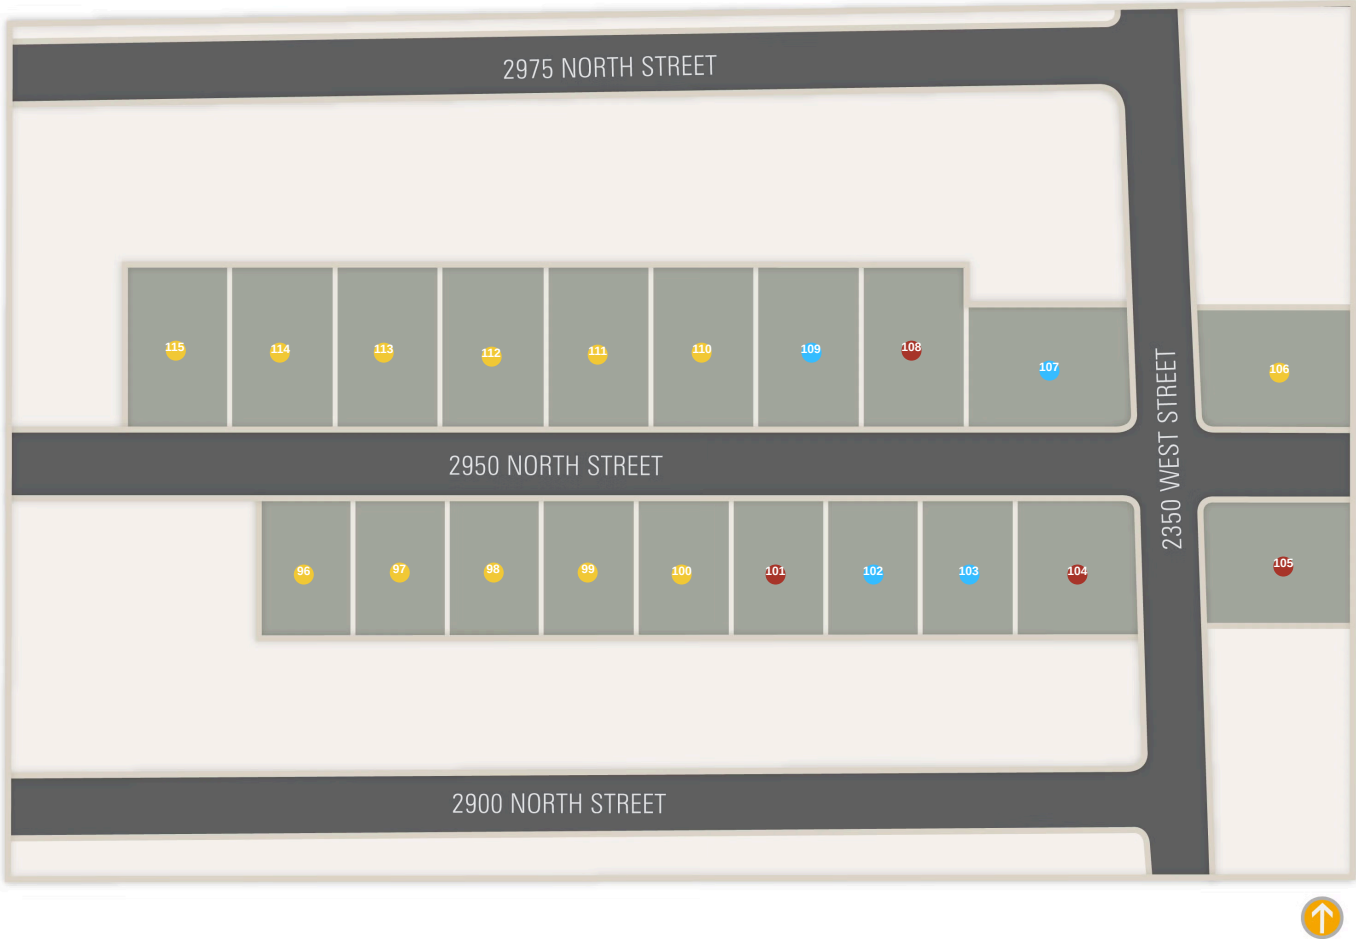 2975 NORTH STREET
115 114 113 112 111 110 109 108 107 106
2350 WEST STREET
2950 NORTH STREET
96 97 98 99 100 101 102 103 104 105
2900 NORTH STREET